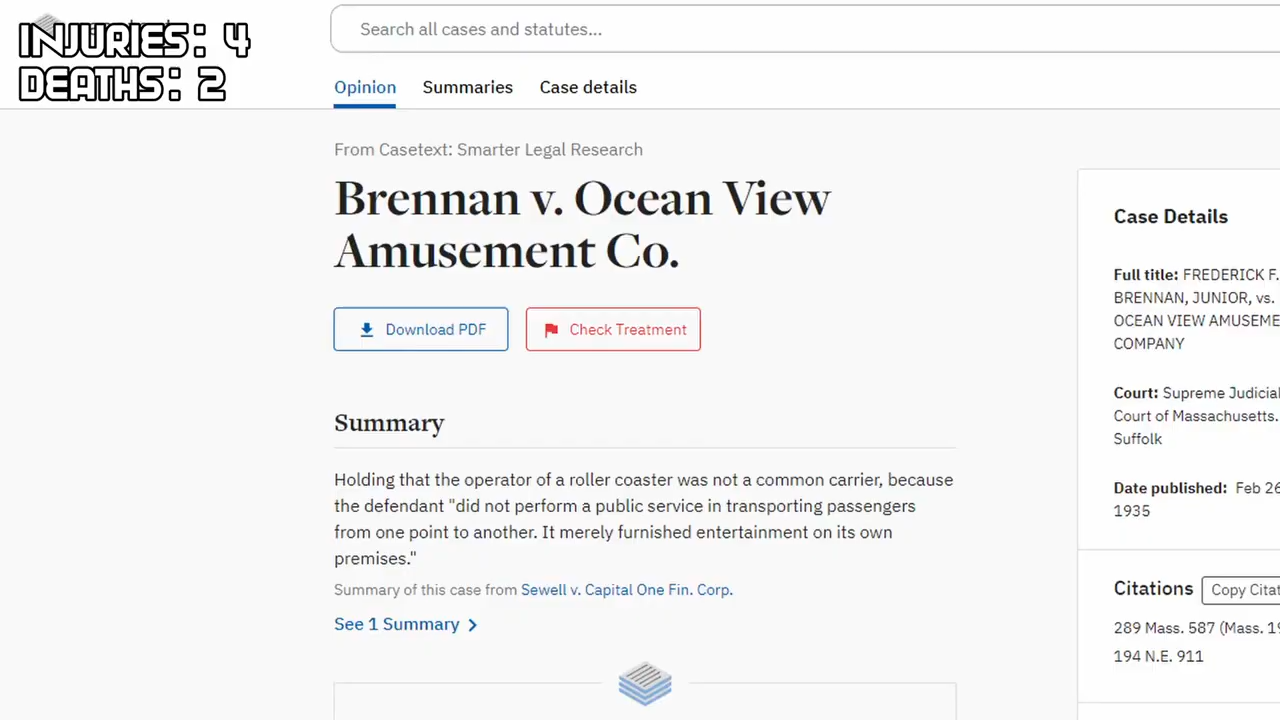 INJURIES: 4
DEATHS: 2
Search all cases and statutes...
Opinion Summaries Case details
From Casetext: Smarter Legal Research
Brennan v. Ocean View
Amusement Co.
Download PDF Check Treatment
Summary
Holding that the operator of a roller coaster was not a common carrier, because
the defendant "did not perform a public service in transporting passengers
from one point to another. It merely furnished entertainment on its own
premises."
Summary of this case from Sewell v. Capital One Fin. Corp.
See 1 Summary
Case Details
Full title: FREDERICK F.
BRENNAN, JUNIOR, vs.
OCEAN VIEW AMUSEME
COMPANY
Court: Supreme Judicial
Court of Massachusetts.
Suffolk
Date published: Feb 26
1935
Citations Copy Citat
289 Mass. 587 (Mass. 19
194 N.E. 911